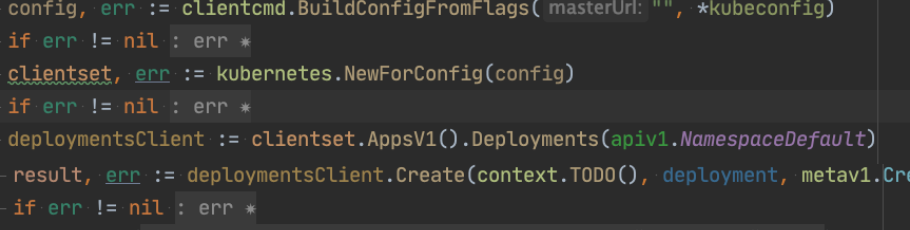 config, err := clientcmd.BuildConfigFromFlags( masterUrl: "", *kubeconfig)
if err != nil : err *
clientset, err := kubernetes.NewForConfig(config)
if err != nil : err *
deploymentsClient := clientset.AppsV1().Deployments(apiv1.NamespaceDefault)
result, err := deploymentsClient.Create(context.TODO(), deployment, metav1.Cre
if err != nil : err *